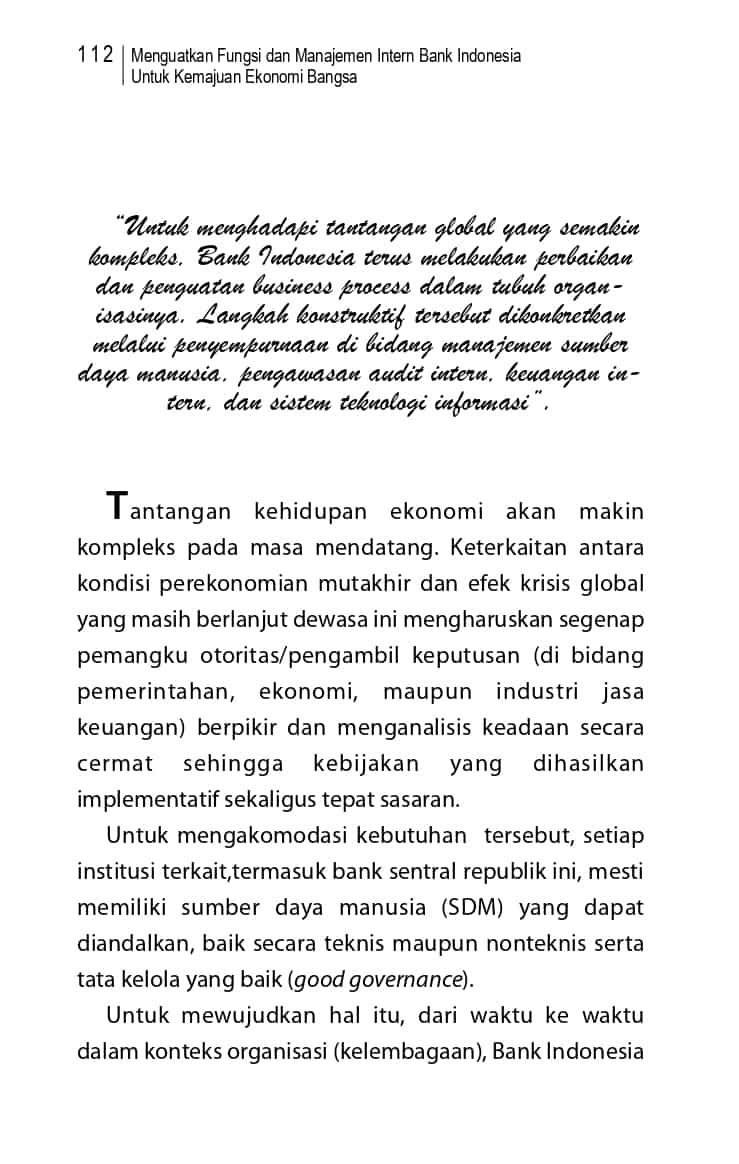 112
Menguatkan Fungsi dan Manajemen Intern Bank Indonesia
Untuk Kemajuan Ekonomi Bangsa
“Untuk menghadapi tantangan global yang semakin
kompleks, Bank Indonesia terus melakukan perbaikan
dan penguatan business process dalam tubuh organ-
isasinya. Langkah konstruktif tersebut dikonkretkan
melalui penyempurnaan di bidang manajemen sumber
daya manusia, pengawasan audit intern, keuangan in-
tern, dan sistem teknologi informasi”.
Tantangan kehidupan ekonomi akan makin
kompleks pada masa mendatang. Keterkaitan antara
kondisi perekonomian mutakhir dan efek krisis global
yang masih berlanjut dewasa ini mengharuskan segenap
pemangku otoritas/pengambil keputusan (di bidang
pemerintahan, ekonomi, maupun industri jasa
keuangan) berpikir dan menganalisis keadaan secara
cermat sehingga kebijakan yang dihasilkan
implementatif sekaligus tepat sasaran.
Untuk mengakomodasi kebutuhan tersebut, setiap
institusi terkait,termasuk bank sentral republik ini, mesti
memiliki sumber daya manusia (SDM) yang dapat
diandalkan, baik secara teknis maupun nonteknis serta
tata kelola yang baik (good governance).
Untuk mewujudkan hal itu, dari waktu ke waktu
dalam konteks organisasi (kelembagaan), Bank Indonesia